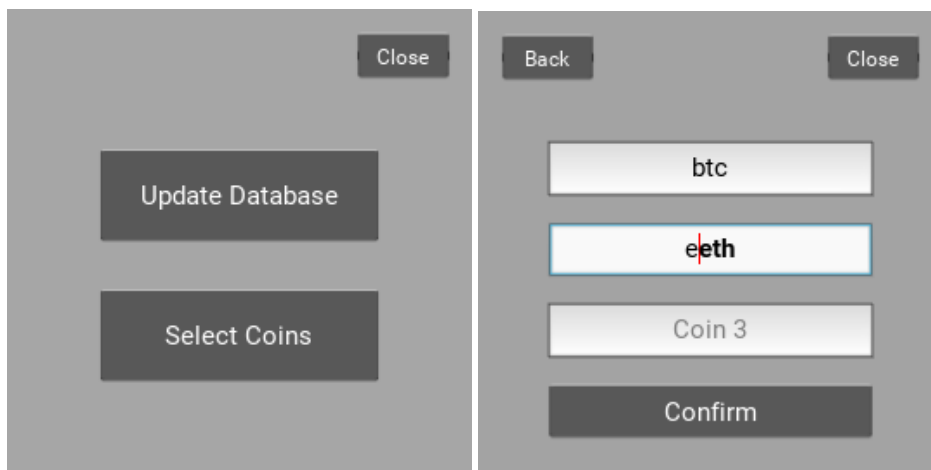 Close
Update Database
Select Coins
Back
Close
btc
eeth
Coin 3
Confirm